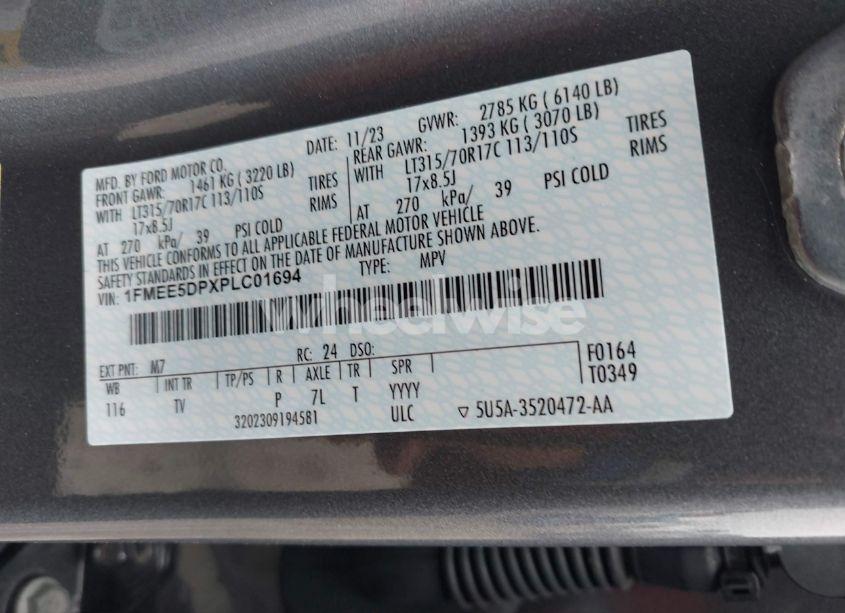 MFD. BY FORD MOTOR CO.
DATE: 11/23 GVWR: 2785 KG ( 6140 LB)
FRONT GAWR: 1461 KG ( 3220 LB)
REAR GAWR: 1393 KG ( 3070 LB)
WITH LT315/70R17C 113/110S TIRES
WITH LT315/70R17C 113/110S TIRES
17x8.5J RIMS
17x8.5J RIMS
AT 270 kPa/ 39 PSI COLD
AT 270 kPa/ 39 PSI COLD
THIS VEHICLE CONFORMS TO ALL APPLICABLE FEDERAL MOTOR VEHICLE
SAFETY STANDARDS IN EFFECT ON THE DATE OF MANUFACTURE SHOWN ABOVE.
VIN: 1FMEE5DPXPLC01694 TYPE: MPV
wheelwise
EXT PNT: M7 RC: 24 DSO: F0164
WB INT TR TP/PS R AXLE TR SPR T0349
116 TV P 7L T YYYY
3202309194581 ULC ▽ 5U5A-3520472-AA